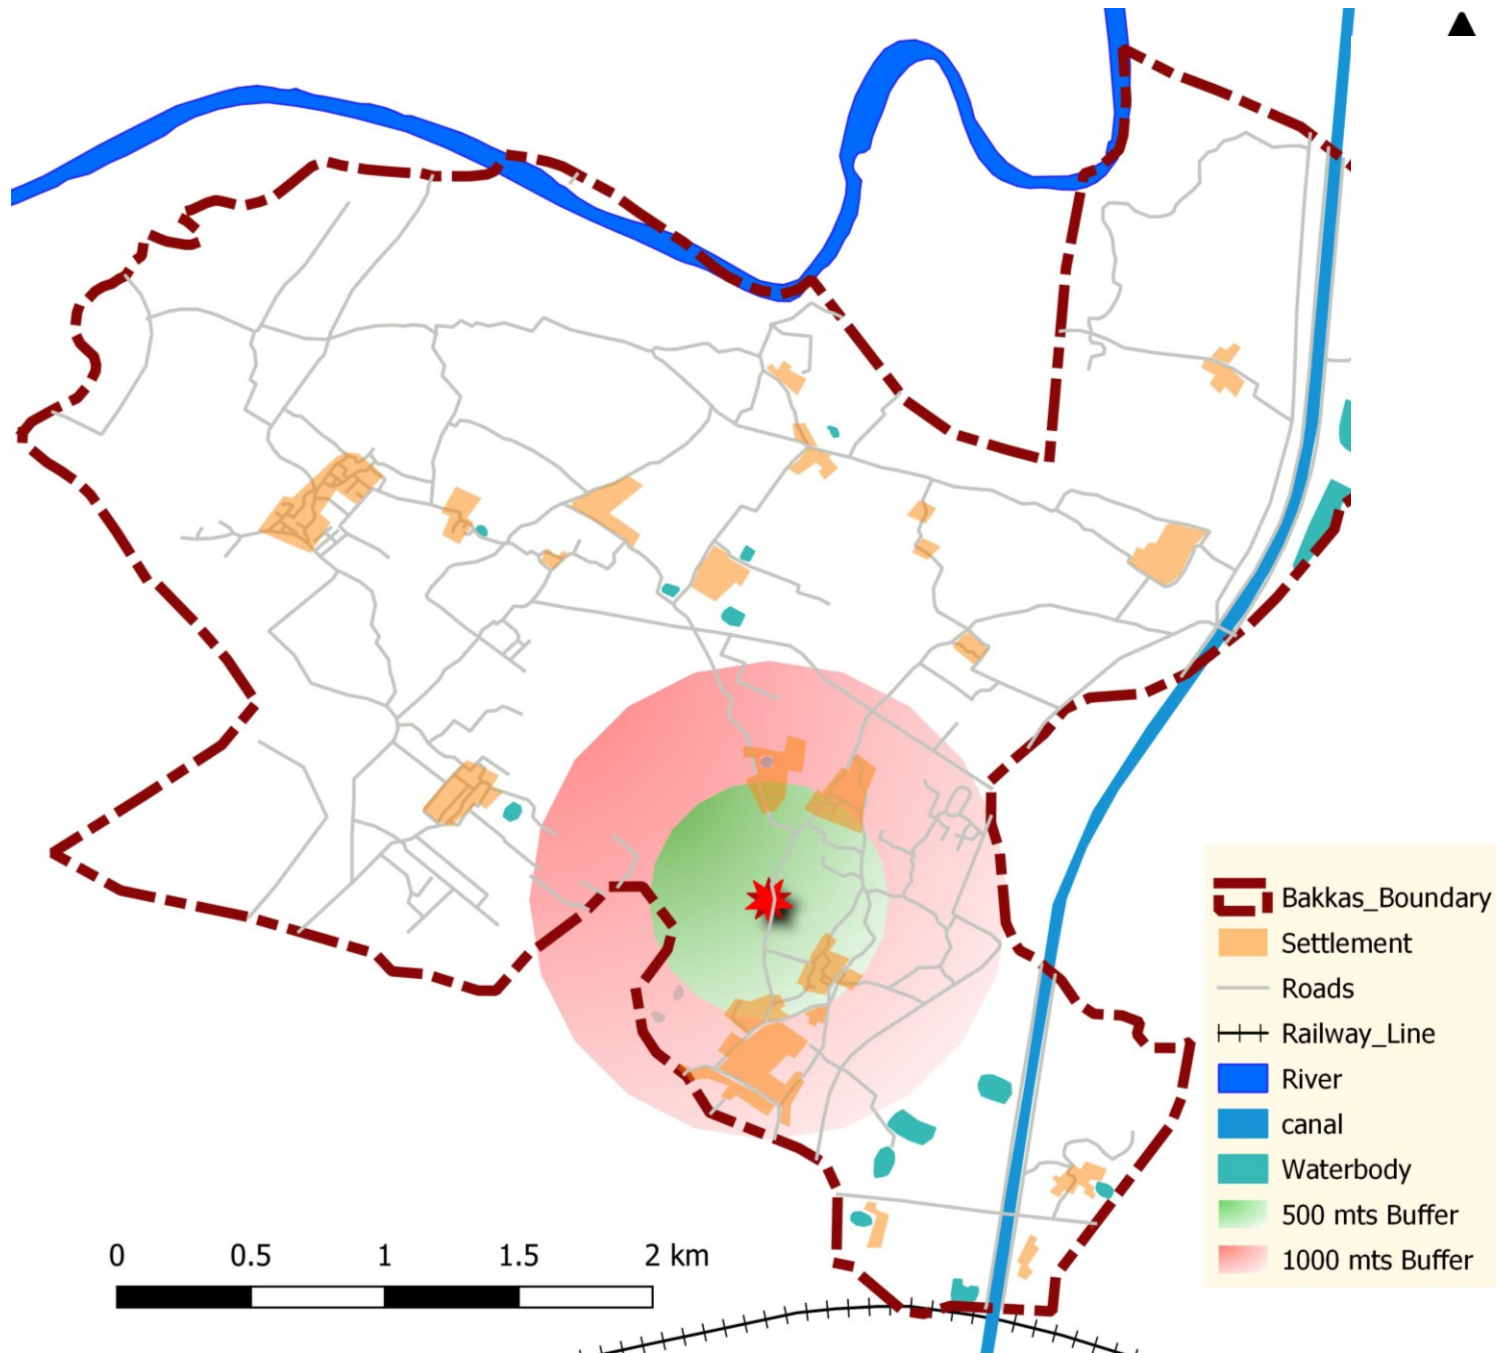 Bakkas_Boundary
Settlement
Roads
Railway_Line
River
canal
Waterbody
500 mts Buffer
1000 mts Buffer
0 0.5 1 1.5 2 km